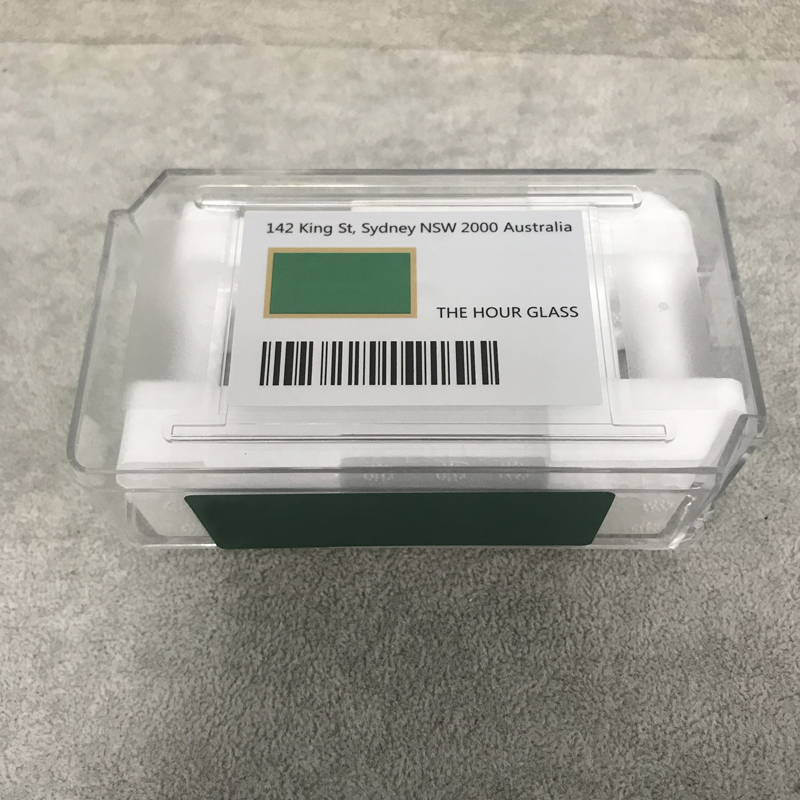 142 King St, Sydney NSW 2000 Australia
THE HOUR GLASS